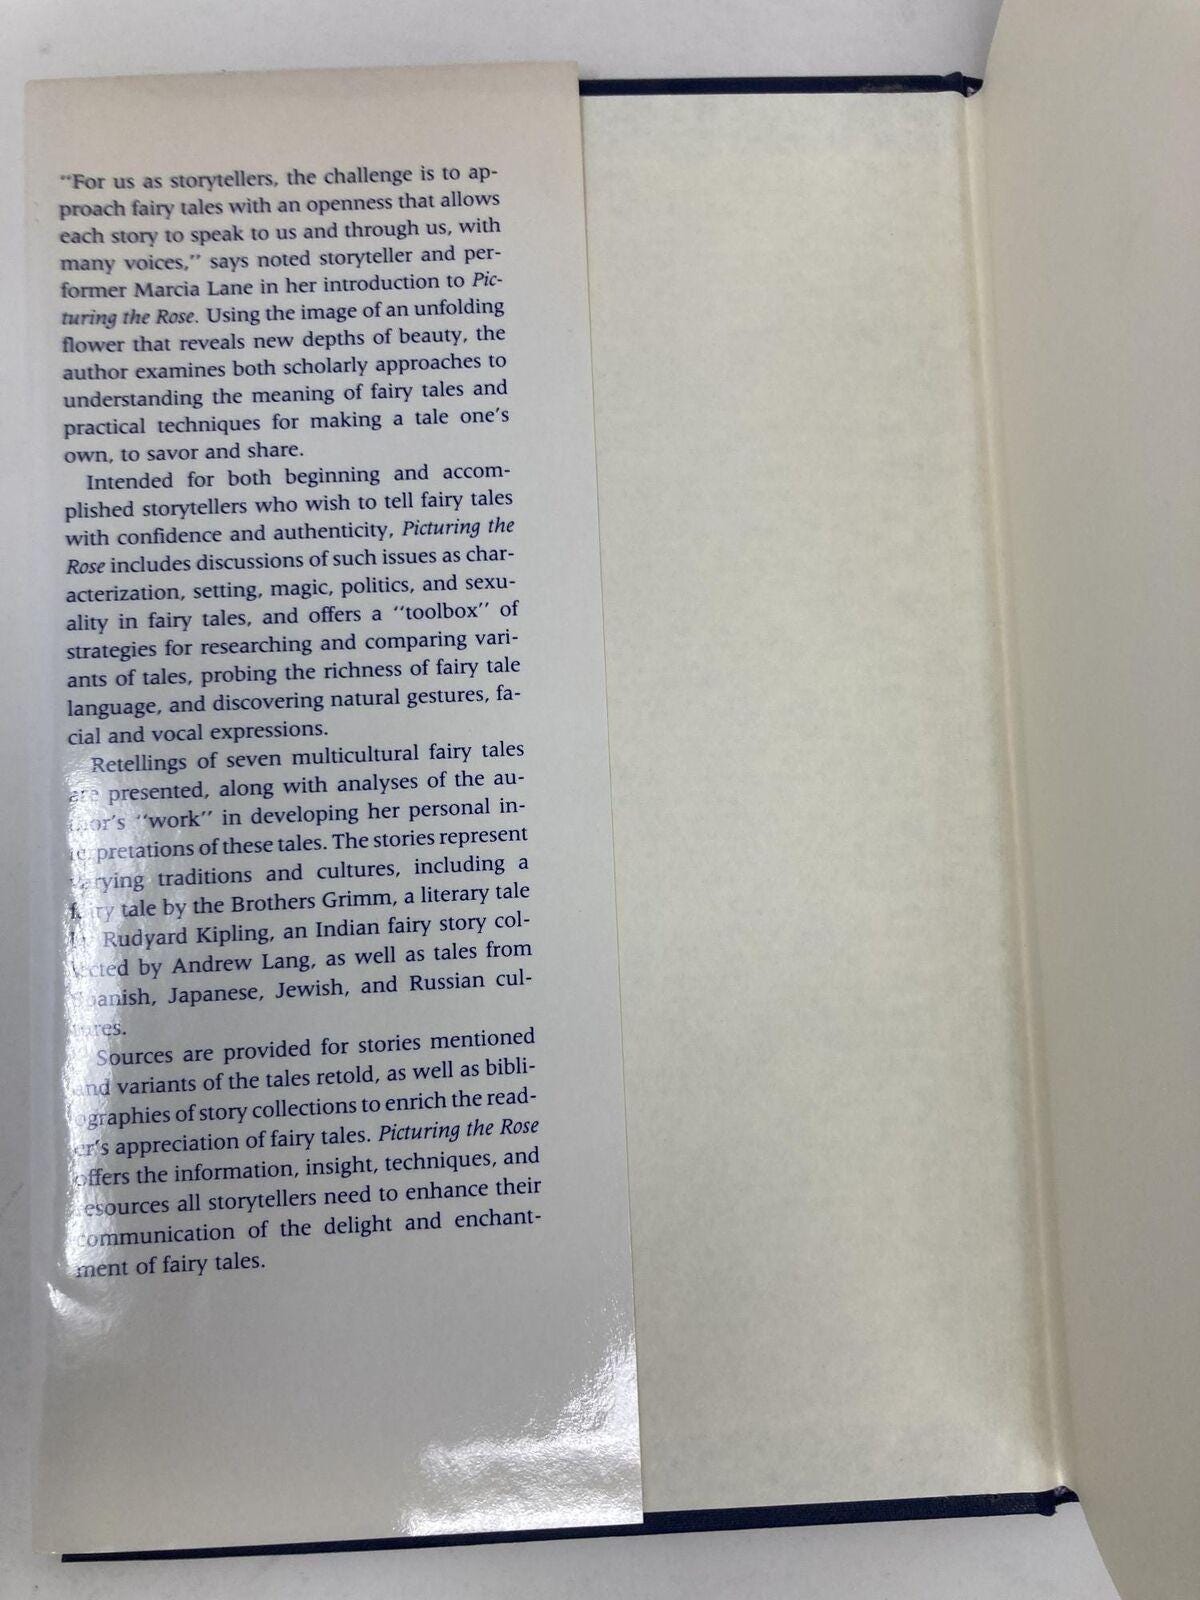 “For us as storytellers, the challenge is to ap-
proach fairy tales with an openness that allows
each story to speak to us and through us, with
many voices,” says noted storyteller and per-
former Marcia Lane in her introduction to Pic-
turing the Rose. Using the image of an unfolding
flower that reveals new depths of beauty, the
author examines both scholarly approaches to
understanding the meaning of fairy tales and
practical techniques for making a tale one’s
own, to savor and share.
Intended for both beginning and accom-
plished storytellers who wish to tell fairy tales
with confidence and authenticity, Picturing the
Rose includes discussions of such issues as char-
acterization, setting, magic, politics, and sexu-
ality in fairy tales, and offers a “toolbox” of
strategies for researching and comparing vari-
ants of tales, probing the richness of fairy tale
language, and discovering natural gestures, fa-
cial and vocal expressions.
Retellings of seven multicultural fairy tales
are presented, along with analyses of the au-
thor’s “work” in developing her personal in-
terpretations of these tales. The stories represent
varying traditions and cultures, including a
fairy tale by the Brothers Grimm, a literary tale
by Rudyard Kipling, an Indian fairy story col-
lected by Andrew Lang, as well as tales from
Spanish, Japanese, Jewish, and Russian cul-
tures.
Sources are provided for stories mentioned
and variants of the tales retold, as well as bibli-
ographies of story collections to enrich the read-
er’s appreciation of fairy tales. Picturing the Rose
offers the information, insight, techniques, and
resources all storytellers need to enhance their
communication of the delight and enchant-
ment of fairy tales.